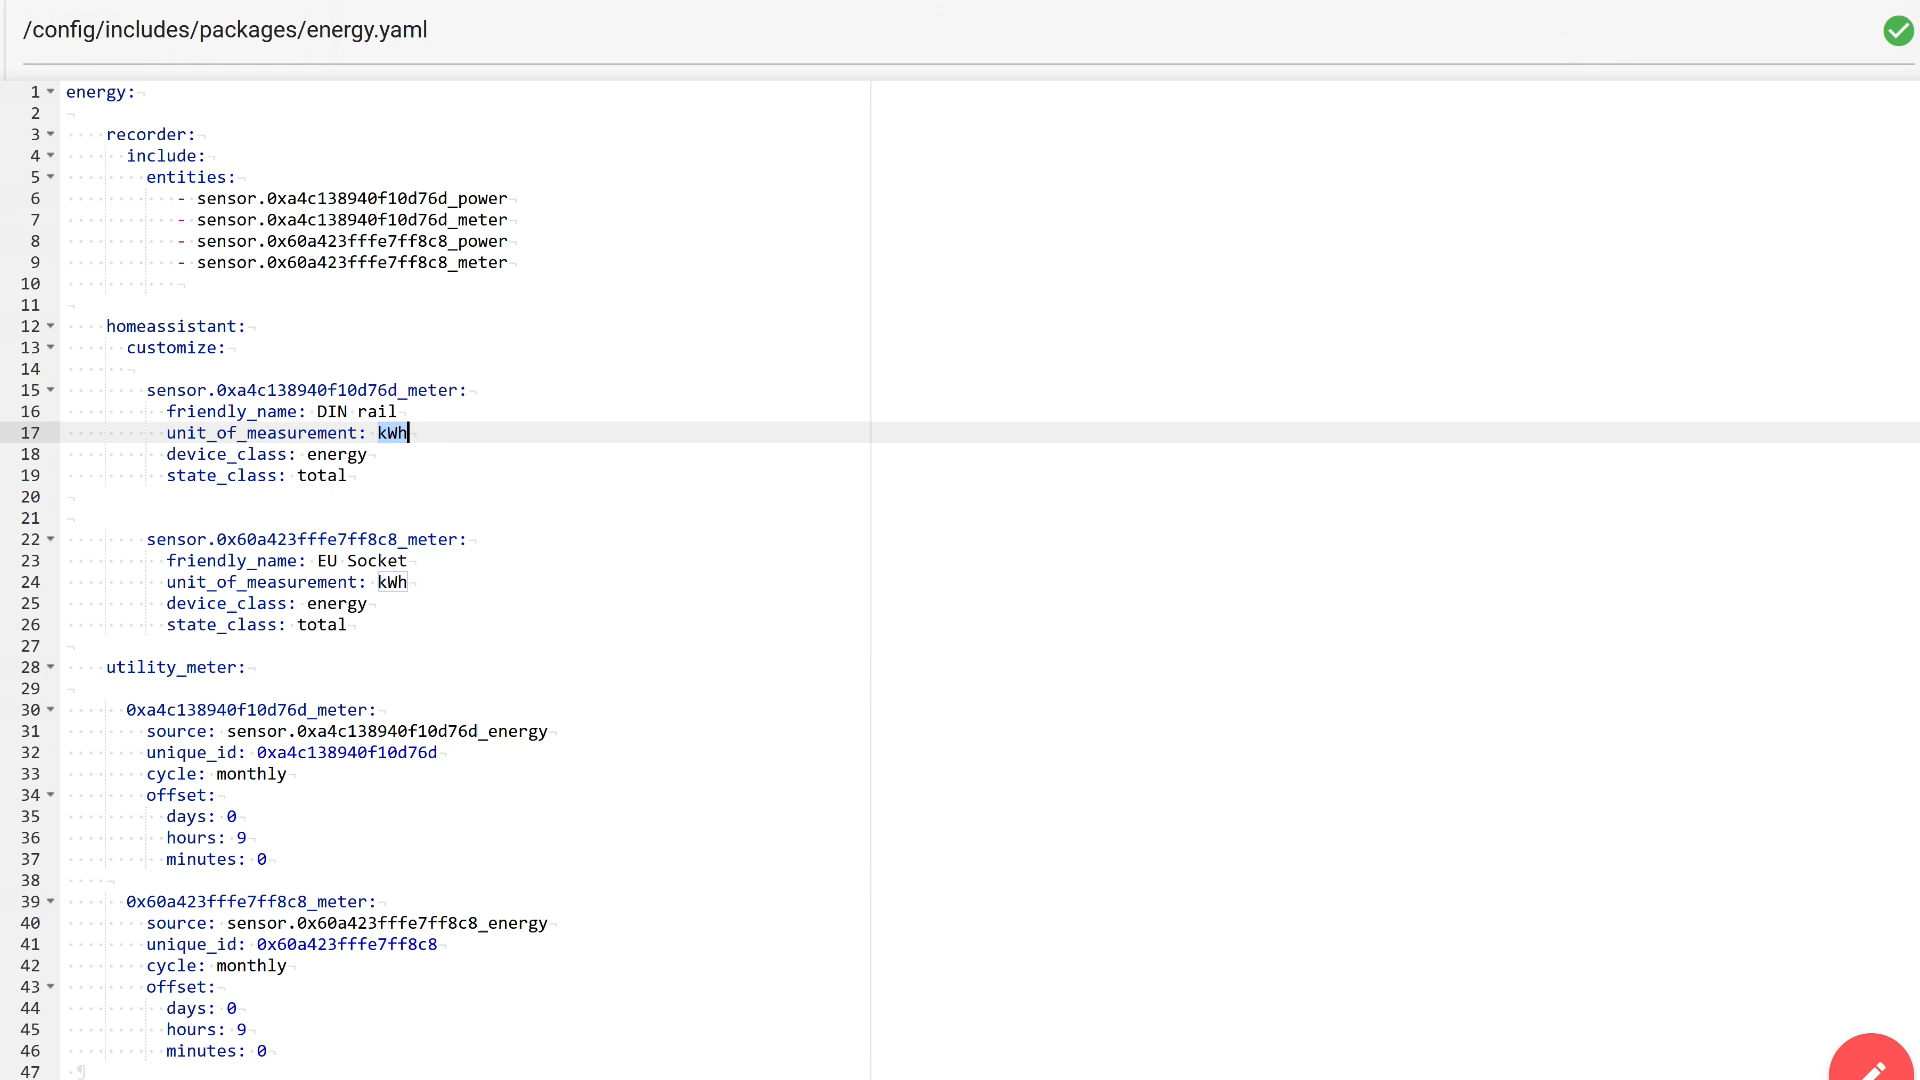 /config/includes/packages/energy.yaml
1 energy:
2
3 recorder:
4 include:
5 entities:
6 - sensor.0xa4c138940f10d76d_power
7 - sensor.0xa4c138940f10d76d_meter
8 - sensor.0x60a423fffe7ff8c8_power
9 - sensor.0x60a423fffe7ff8c8_meter
10
11
12 homeassistant:
13 customize:
14
15 sensor.0xa4c138940f10d76d_meter:
16 friendly_name: DIN rail
17 unit_of_measurement: kWh
18 device_class: energy
19 state_class: total
20
21
22 sensor.0x60a423fffe7ff8c8_meter:
23 friendly_name: EU Socket
24 unit_of_measurement: kWh
25 device_class: energy
26 state_class: total
27
28 utility_meter:
29
30 0xa4c138940f10d76d_meter:
31 source: sensor.0xa4c138940f10d76d_energy
32 unique_id: 0xa4c138940f10d76d
33 cycle: monthly
34 offset:
35 days: 0
36 hours: 9
37 minutes: 0
38
39 0x60a423fffe7ff8c8_meter:
40 source: sensor.0x60a423fffe7ff8c8_energy
41 unique_id: 0x60a423fffe7ff8c8
42 cycle: monthly
43 offset:
44 days: 0
45 hours: 9
46 minutes: 0
47